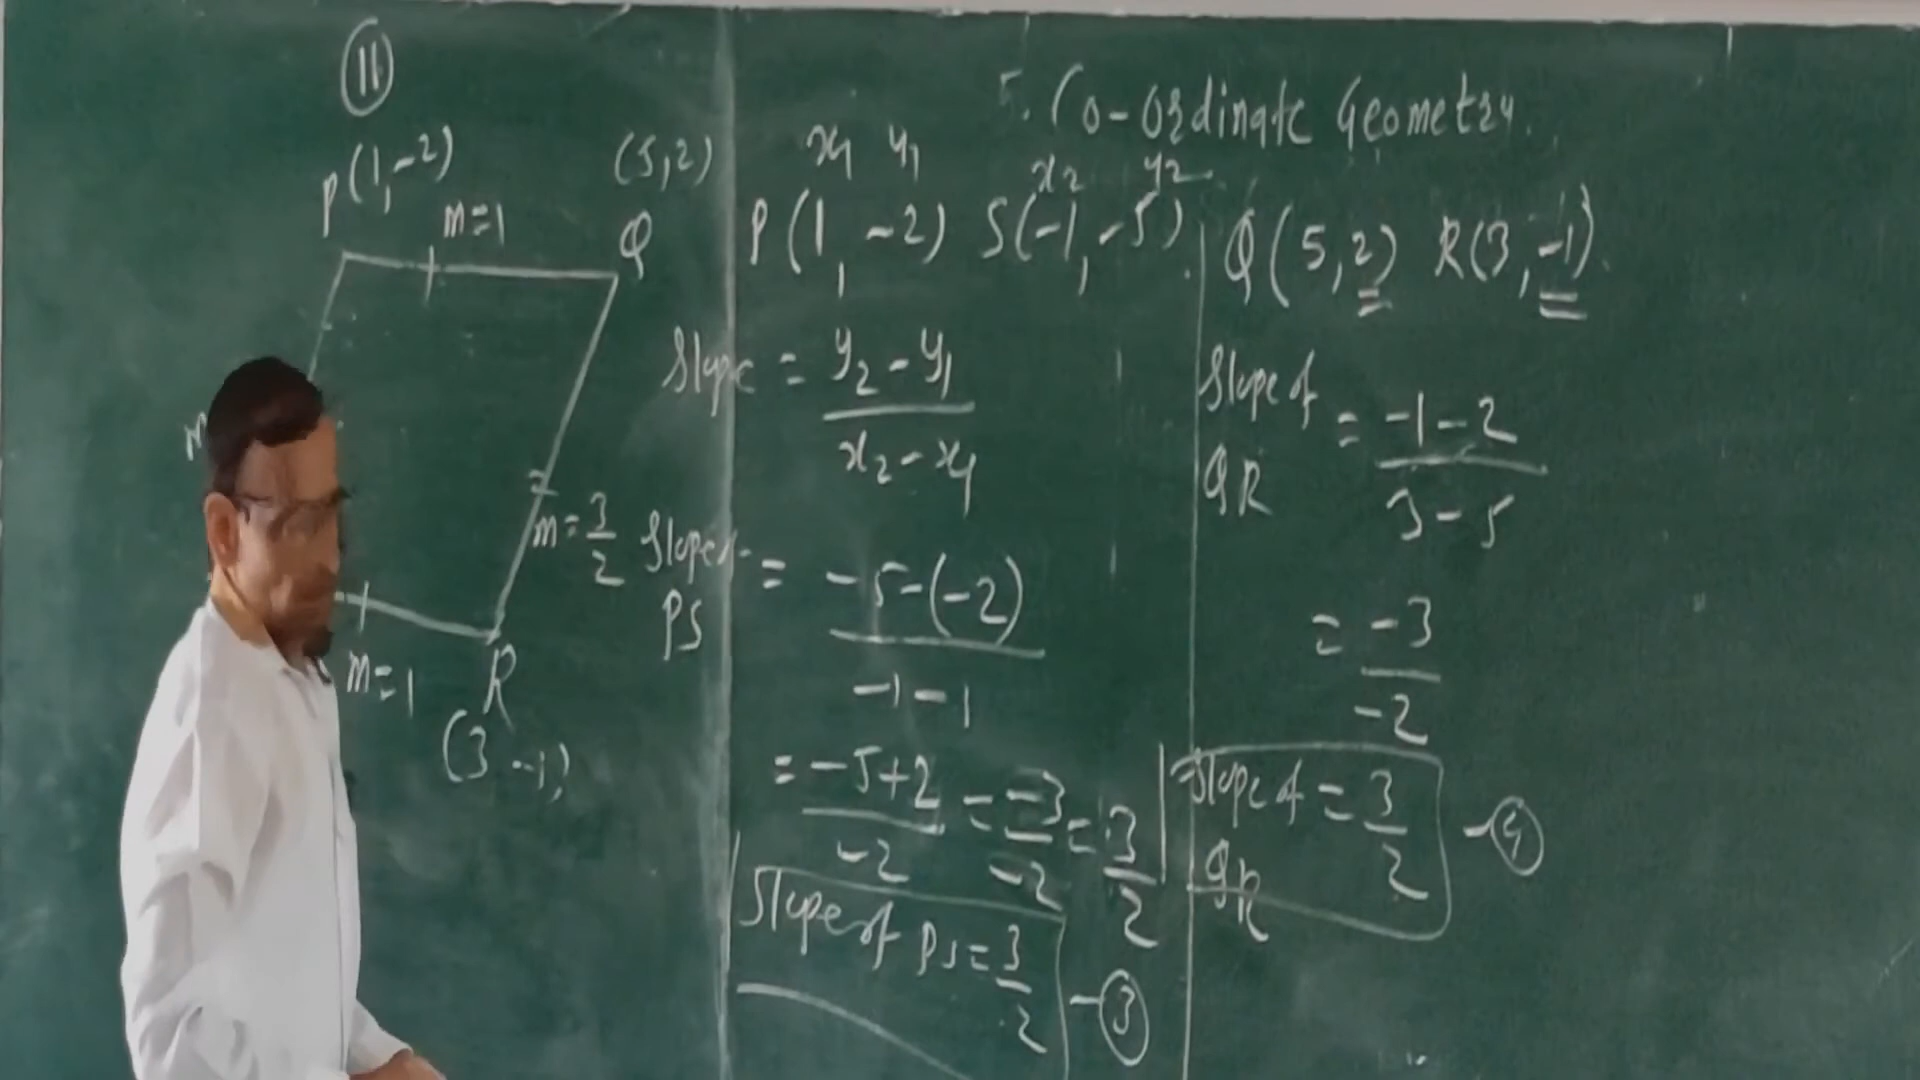 11
5. Co-ordinate Geometry.
P(1,-2)
(5,2)
m=1
Q
m
m = 3/2
m=1
R
(3 -1)
x1 y1
x2 y2
P(1, -2) S(-1, -5).
Slope = y2 - y1 / x2 - x1
Slope of PS = -5-(-2) / -1-1
= -5+2 / -2 = -3 / -2 = 3 / 2
Slope of PS = 3/2 - 3
Q(5,2) R(3,-1).
Slope of QR = -1-2 / 3-5
= -3 / -2
Slope of QR = 3/2 - 4